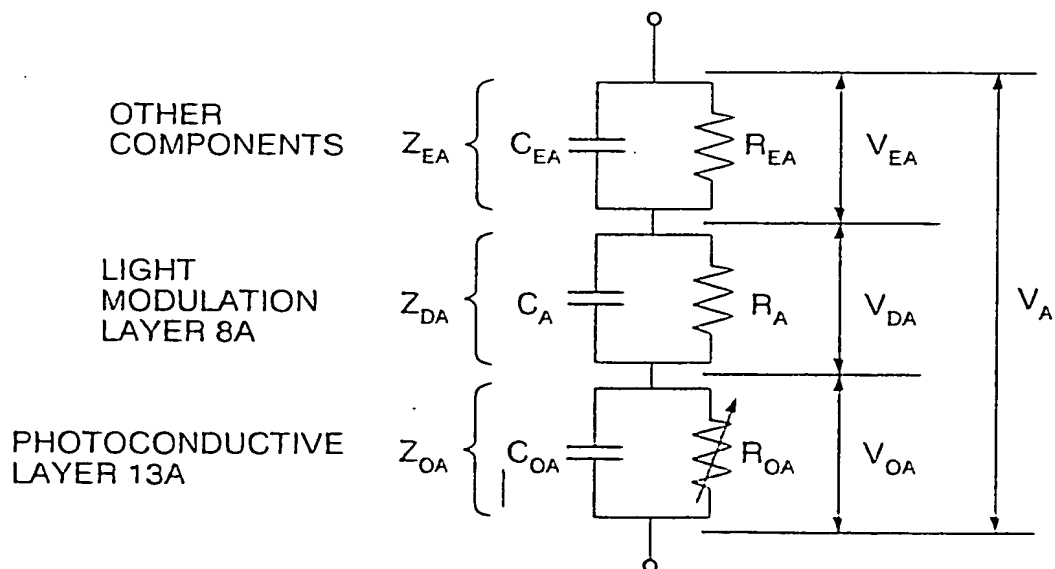 OTHER
COMPONENTS
Z_EA C_EA R_EA V_EA
LIGHT
MODULATION
LAYER 8A
Z_DA C_A R_A V_DA V_A
PHOTOCONDUCTIVE
LAYER 13A
Z_OA C_OA R_OA V_OA